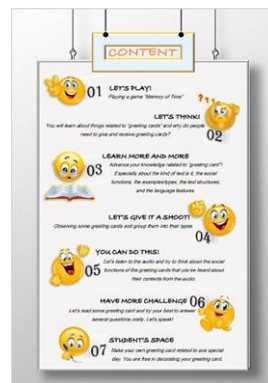 CONTENT
01 LET'S PLAY!
Playing a game "Memory of Time"
LET'S THINK!
You will learn about things related to "greeting cards" and why do people
need to give and receive greeting cards?
02
LEARN MORE AND MORE
03
Advance your knowledge related to "greeting card"!
Especially about the kind of text is it, the social
functions, the examples/types, the text structures,
and the language features.
LET'S GIVE IT A SHOOT!
Observing some greeting cards and group them into their types.
04
YOU CAN DO THIS!
05
Let's listen to the audio and try to think about the social
functions of the greeting cards that you've heard about
their contents from the audio.
HAVE MORE CHALLENGE 06
Let's read some greeting card and try your best to answer
several questions orally. Let's speak!
07 STUDENT'S SPACE
Make your own greeting card related to one special
day. You are free in decorating your greeting card.